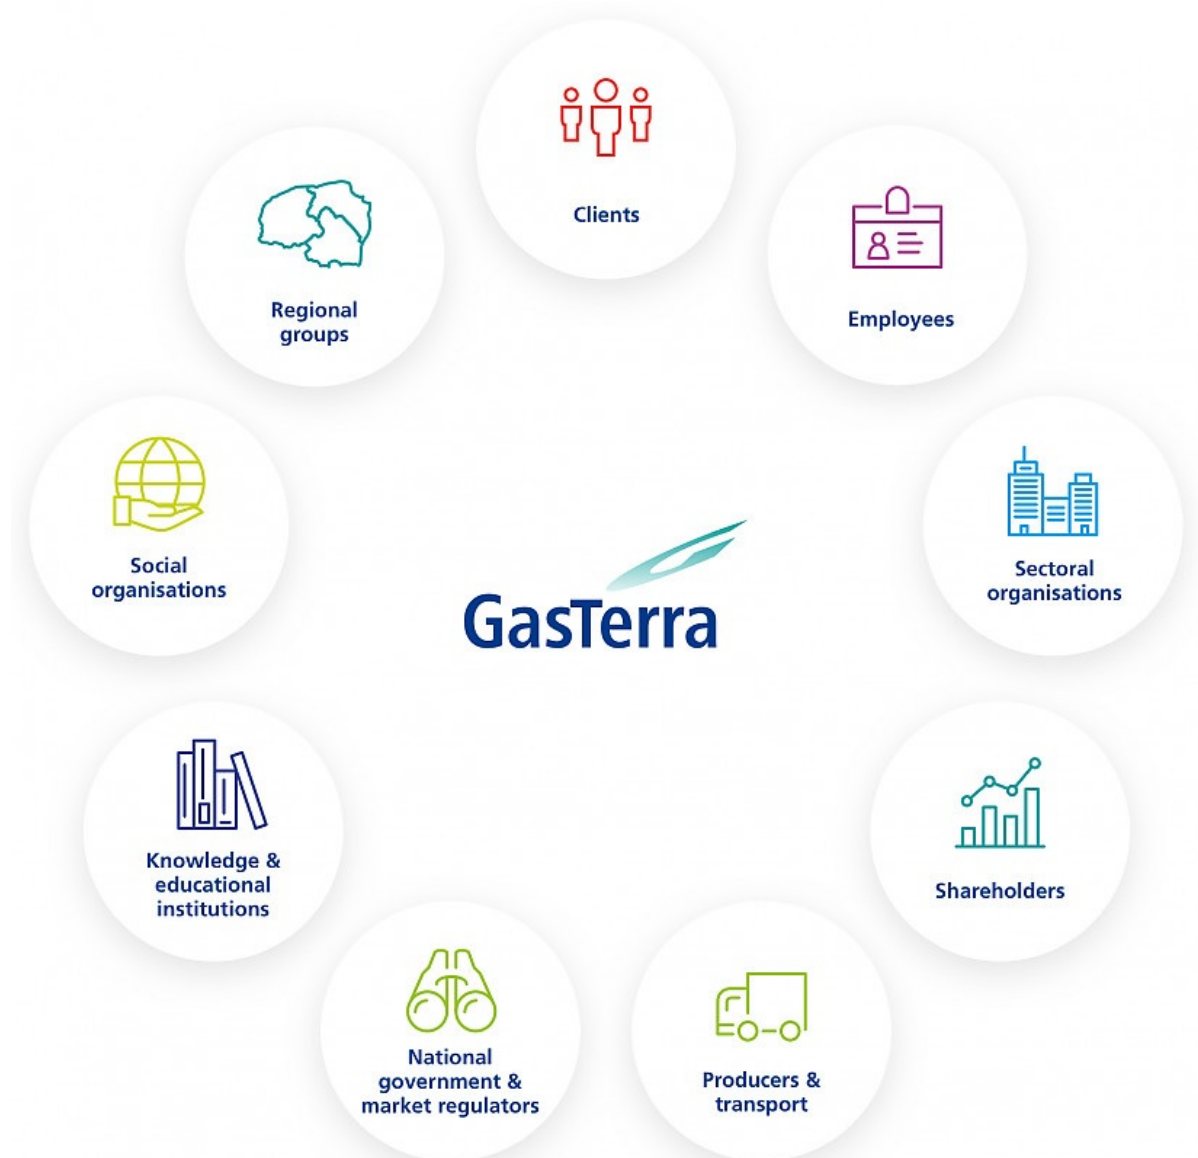 Clients
Employees
Sectoral
organisations
Shareholders
Producers &
transport
National
government &
market regulators
Knowledge &
educational
institutions
Social
organisations
Regional
groups
GasTerra